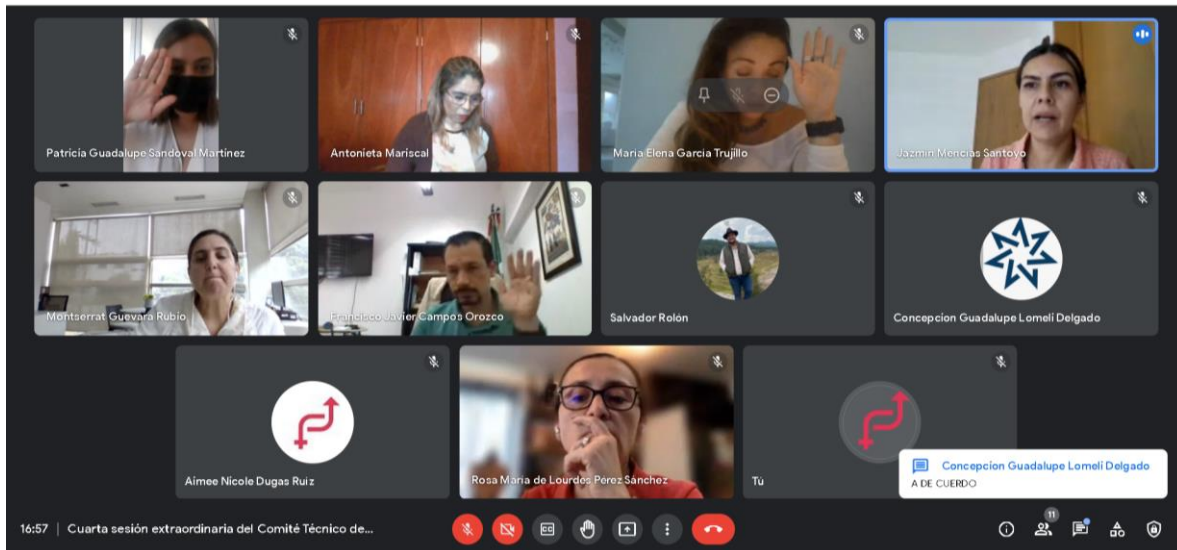 Patricia Guadalupe Sandoval Martínez
Antonieta Mariscal
Maria Elena Garcia Trujillo
Jazmin Mencias Santoyo
Montserrat Guevara Rubio
Francisco Javier Campos Orozco
Salvador Rolón
Concepcion Guadalupe Lomelí Delgado
Aimee Nicole Dugas Ruiz
Rosa Maria de Lourdes Pérez Sánchez
Tú
Concepcion Guadalupe Lomelí Delgado
A DE CUERDO
16:57 | Cuarta sesión extraordinaria del Comité Técnico de...
CC
11